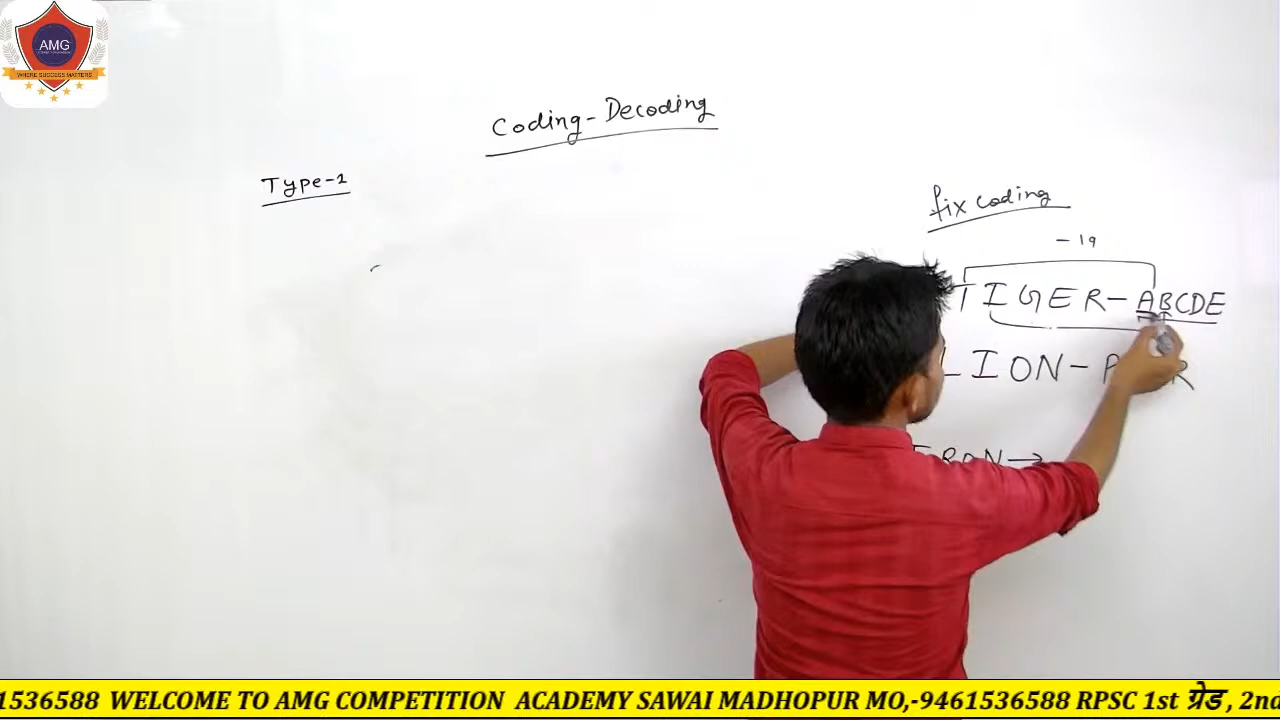 AMG
WHERE SUCCESS MATTERS
Coding-Decoding
Type-1
fix coding
-19
TIGER-ABCDE
LION-
RON→
1536588 WELCOME TO AMG COMPETITION ACADEMY SAWAI MADHOPUR MO,-9461536588 RPSC 1st ग्रेड, 2nd